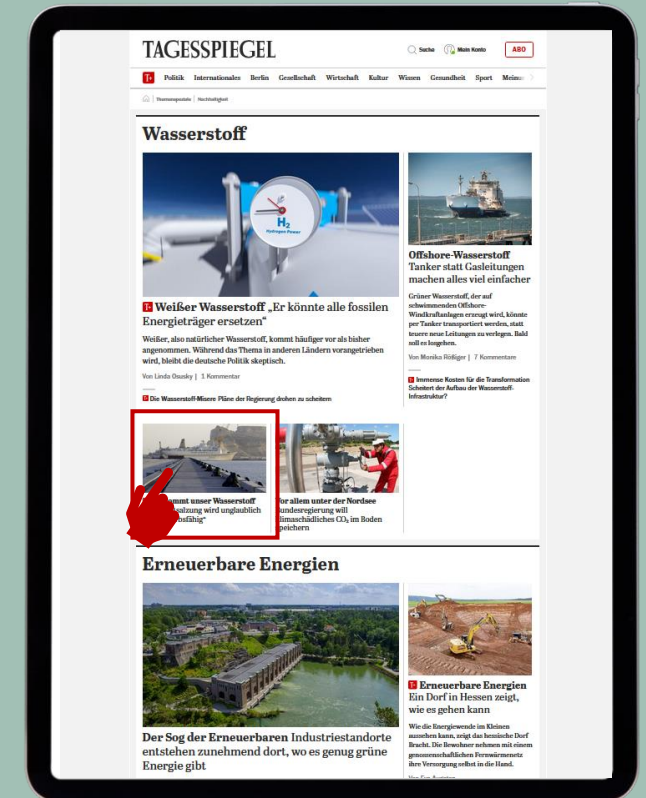 TAGESSPIEGEL
Suche
Mein Konto
ABO
T+ Politik Internationales Berlin Gesellschaft Wirtschaft Kultur Wissen Gesundheit Sport
Themenspezials | Nachhaltigkeit
Wasserstoff
H2
Hydrogen Power
T+ Weißer Wasserstoff „Er könnte alle fossilen
Energieträger ersetzen“
Weißer, also natürlicher Wasserstoff, kommt häufiger vor als bisher
angenommen. Während das Thema in anderen Ländern vorangetrieben
wird, bleibt die deutsche Politik skeptisch.
Von Linda Osusky | 1 Kommentar
T+ Die Wasserstoff-Misere Pläne der Regierung drohen zu scheitern
Offshore-Wasserstoff
Tanker statt Gasleitungen
machen alles viel einfacher
Grüner Wasserstoff, der auf
schwimmenden Offshore-
Windkraftanlagen erzeugt wird, könnte
per Tanker transportiert werden, statt
teuere neue Leitungen zu verlegen. Bald
soll es losgehen.
Von Monika Rößiger | 7 Kommentare
T+ Immense Kosten für die Transformation
Scheitert der Aufbau der Wasserstoff-
Infrastruktur?
unser Wasserstoff
wird unglaublich
Vor allem unter der Nordsee
Bundesregierung will
klimaschädliches CO₂ im Boden
speichern
Erneuerbare Energien
Der Sog der Erneuerbaren Industriestandorte
entstehen zunehmend dort, wo es genug grüne
Energie gibt
T+ Erneuerbare Energien
Ein Dorf in Hessen zeigt,
wie es gehen kann
Wie die Energiewende im Kleinen
aussehen kann, zeigt das hessische Dorf
Bracht. Die Bewohner nehmen mit einem
genossenschaftlichen Fernwärmenetz
ihre Versorgung selbst in die Hand.